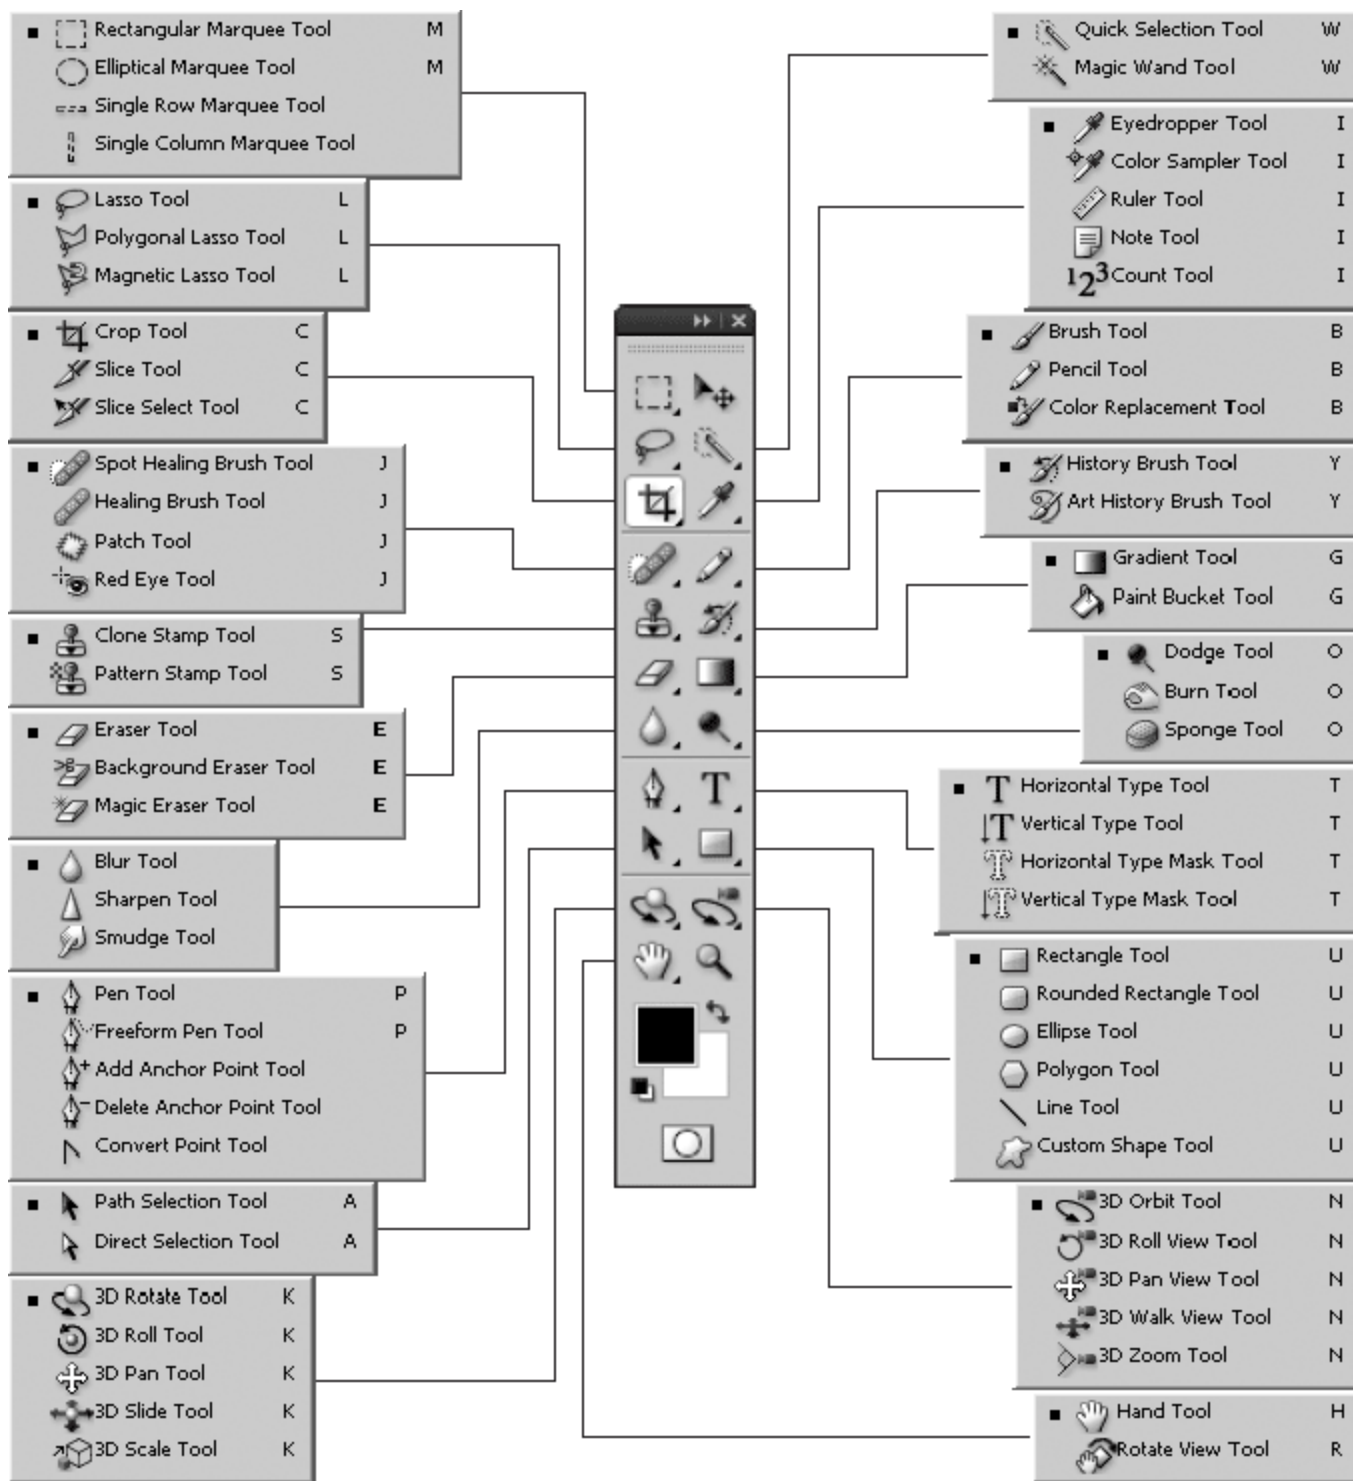 Rectangular Marquee Tool M
Elliptical Marquee Tool M
Single Row Marquee Tool
Single Column Marquee Tool
Lasso Tool L
Polygonal Lasso Tool L
Magnetic Lasso Tool L
Crop Tool C
Slice Tool C
Slice Select Tool C
Spot Healing Brush Tool J
Healing Brush Tool J
Patch Tool J
Red Eye Tool J
Clone Stamp Tool S
Pattern Stamp Tool S
Eraser Tool E
Background Eraser Tool E
Magic Eraser Tool E
Blur Tool
Sharpen Tool
Smudge Tool
Pen Tool P
Freeform Pen Tool P
Add Anchor Point Tool
Delete Anchor Point Tool
Convert Point Tool
Path Selection Tool A
Direct Selection Tool A
3D Rotate Tool K
3D Roll Tool K
3D Pan Tool K
3D Slide Tool K
3D Scale Tool K
T
Quick Selection Tool W
Magic Wand Tool W
Eyedropper Tool I
Color Sampler Tool I
Ruler Tool I
Note Tool I
123 Count Tool I
Brush Tool B
Pencil Tool B
Color Replacement Tool B
History Brush Tool Y
Art History Brush Tool Y
Gradient Tool G
Paint Bucket Tool G
Dodge Tool O
Burn Tool O
Sponge Tool O
T Horizontal Type Tool T
T Vertical Type Tool T
T Horizontal Type Mask Tool T
T Vertical Type Mask Tool T
Rectangle Tool U
Rounded Rectangle Tool U
Ellipse Tool U
Polygon Tool U
Line Tool U
Custom Shape Tool U
3D Orbit Tool N
3D Roll View Tool N
3D Pan View Tool N
3D Walk View Tool N
3D Zoom Tool N
Hand Tool H
Rotate View Tool R